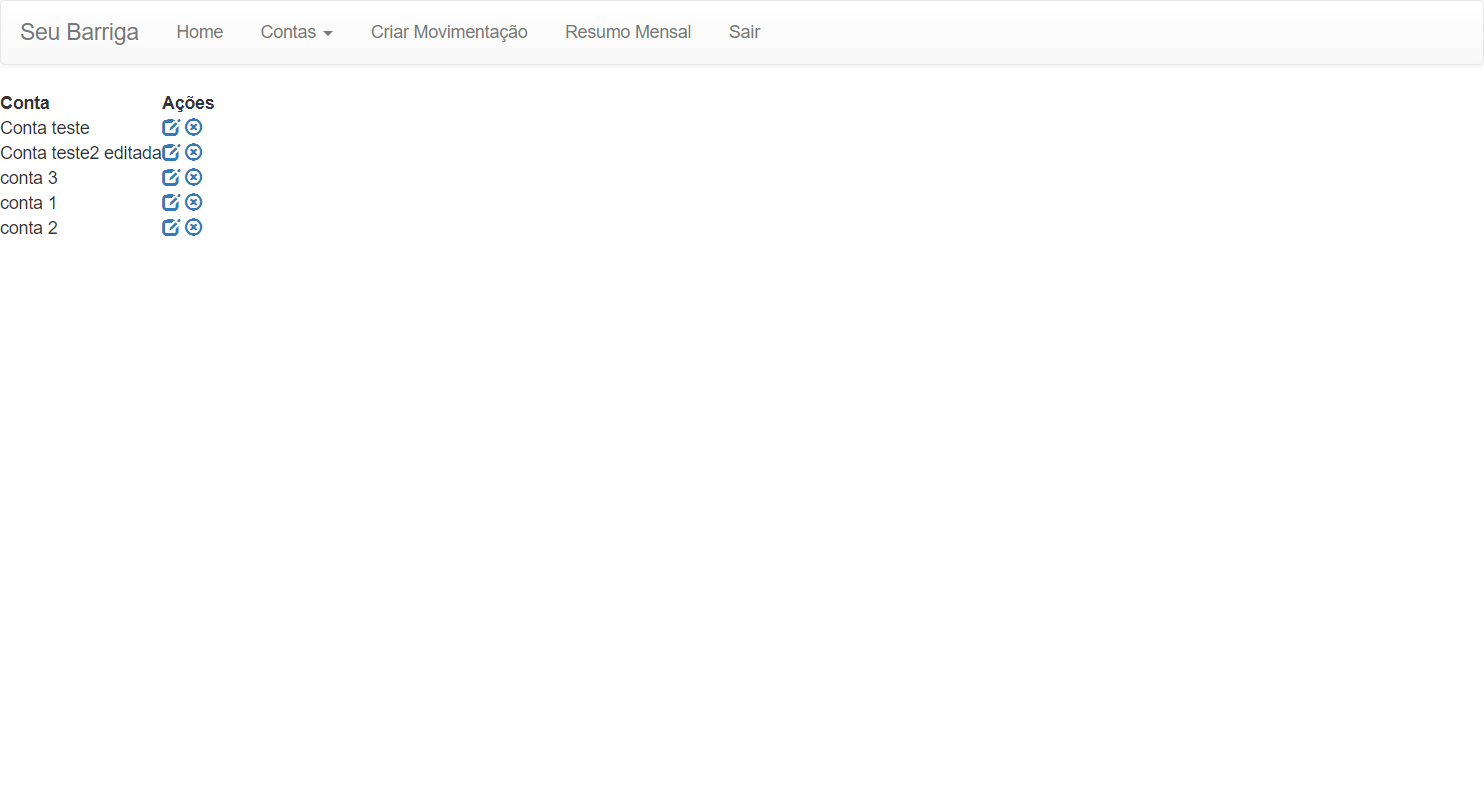 Seu Barriga Home Contas Criar Movimentação Resumo Mensal Sair
Conta Ações
Conta teste
Conta teste2 editada
conta 3
conta 1
conta 2